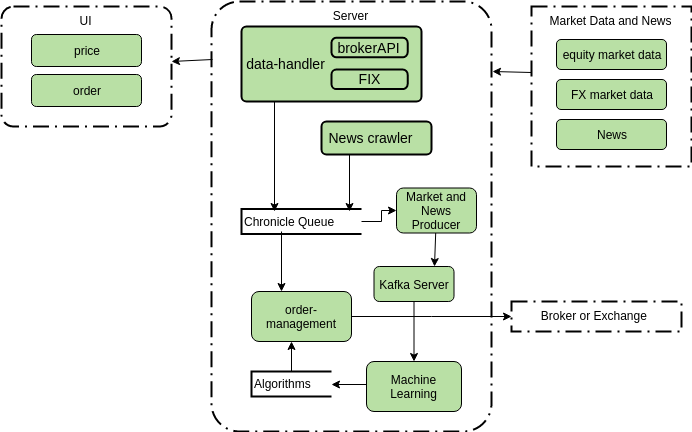 UI
price
order
Server
data-handler
brokerAPI
FIX
News crawler
Chronicle Queue
Market and
News
Producer
Kafka Server
order-
management
Algorithms
Machine
Learning
Market Data and News
equity market data
FX market data
News
Broker or Exchange